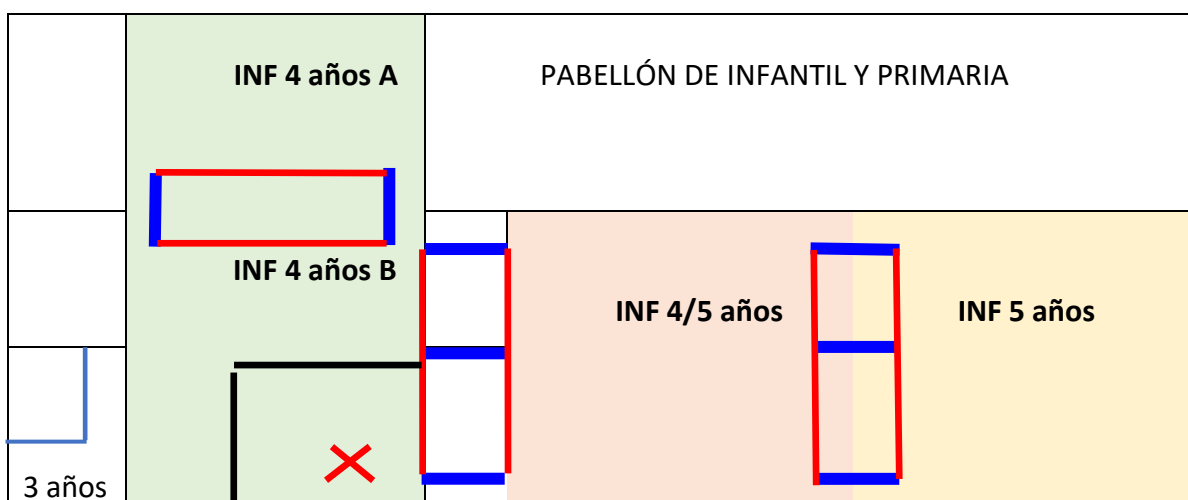 INF 4 años A
PABELLÓN DE INFANTIL Y PRIMARIA
INF 4 años B
INF 4/5 años
INF 5 años
3 años